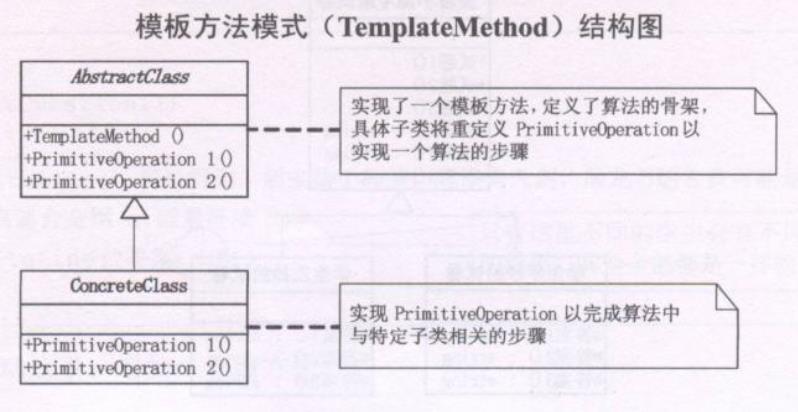 模板方法模式（TemplateMethod）结构图
AbstractClass
+TemplateMethod ()
+PrimitiveOperation 1()
+PrimitiveOperation 2()
实现了一个模板方法，定义了算法的骨架，
具体子类将重定义 PrimitiveOperation 以
实现一个算法的步骤
ConcreteClass
+PrimitiveOperation 1()
+PrimitiveOperation 2()
实现 PrimitiveOperation 以完成算法中
与特定子类相关的步骤